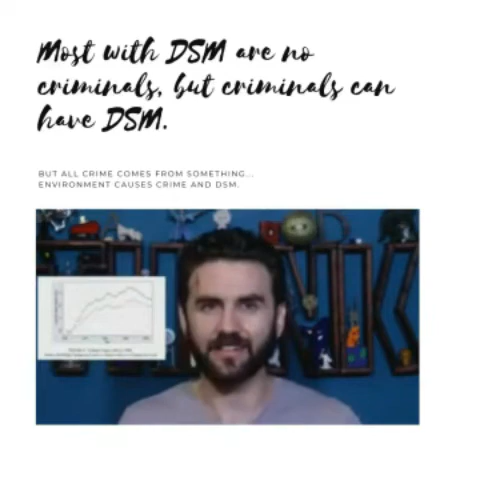 Most with DSM are no
criminals, but criminals can
have DSM.
BUT ALL CRIME COMES FROM SOMETHING...
ENVIRONMENT CAUSES CRIME AND DSM.